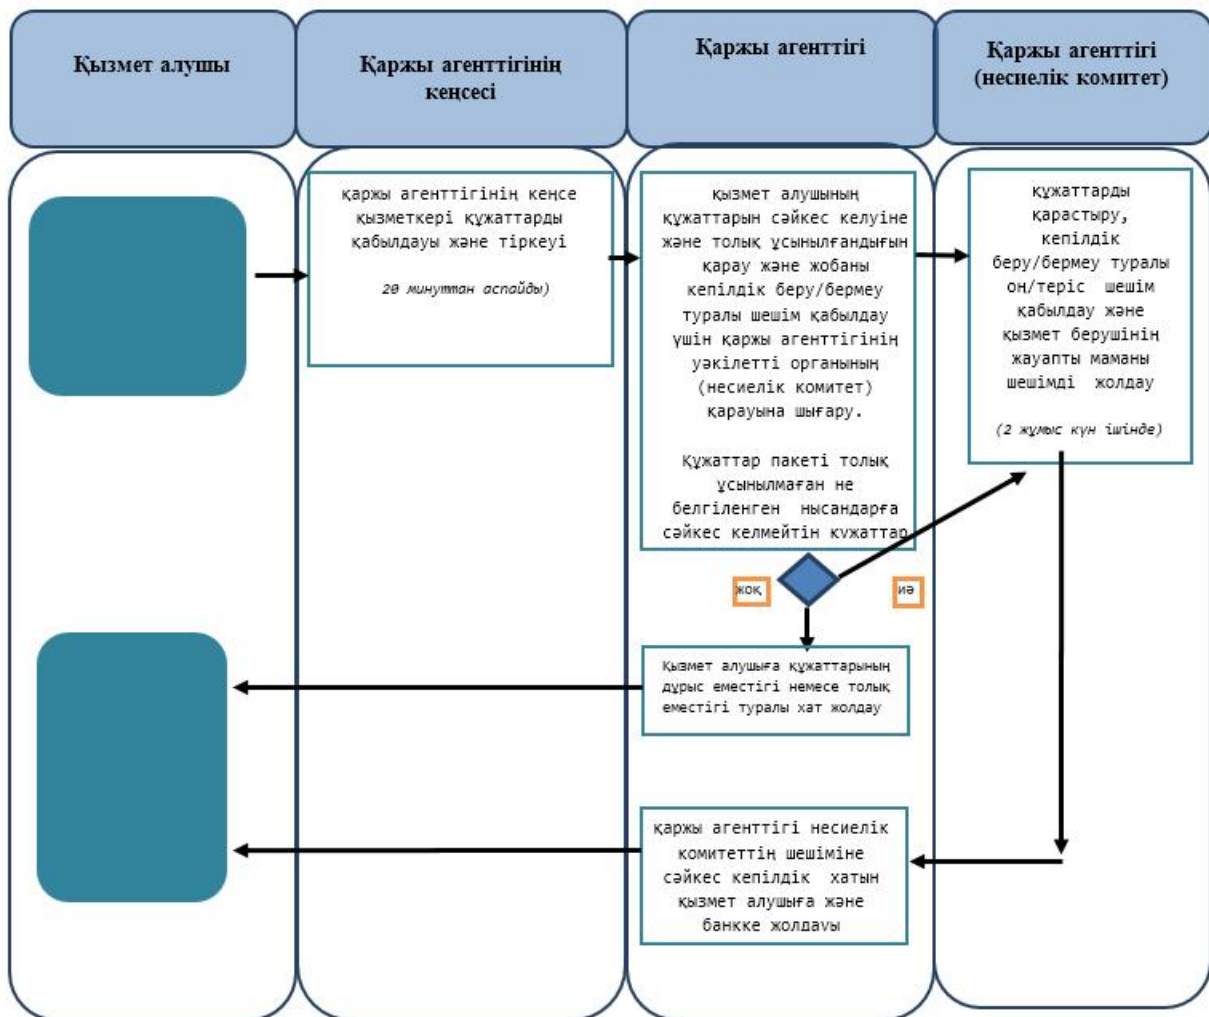 Қызмет алушы
Қаржы агенттігінің
кеңсесі
Қаржы агенттігі
Қаржы агенттігі
(несиелік комитет)
қаржы агенттігінің кеңсе
қызметкері құжаттарды
қабылдауы және тіркеуі
20 минуттан аспайды)
қызмет алушының
құжаттарын сәйкес келуіне
және толық ұсынылғандығын
қарау және жобаны
кепілдік беру/бермеу
туралы шешім қабылдау
үшін қаржы агенттігінің
уәкілетті органының
(несиелік комитет)
қарауына шығару.
Құжаттар пакеті толық
ұсынылмаған не
белгіленген нысандарға
сәйкес келмейтін құжаттар
құжаттарды
қарастыру,
кепілдік
беру/бермеу туралы
оң/теріс шешім
қабылдау және
қызмет берушінің
жауапты маманы
шешімді жолдау
(2 жұмыс күн ішінде)
жоқ
иә
Қызмет алушыға құжаттарының
дұрыс еместігі немесе толық
еместігі туралы хат жолдау
қаржы агенттігі несиелік
комитеттің шешіміне
сәйкес кепілдік хатын
қызмет алушыға және
банкке жолдауы